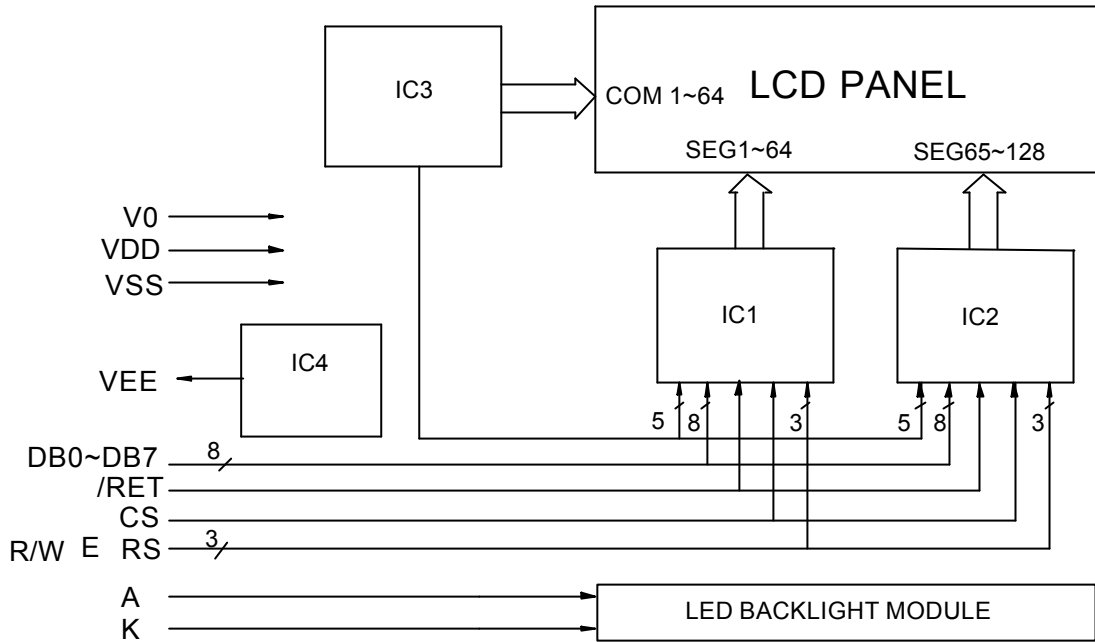 IC3
LCD PANEL
COM 1~64
SEG1~64
SEG65~128
V0
VDD
VSS
IC1
IC2
IC4
VEE
5
8
3
5
8
3
DB0~DB7
8
/RET
CS
R/W E RS
3
A
K
LED BACKLIGHT MODULE